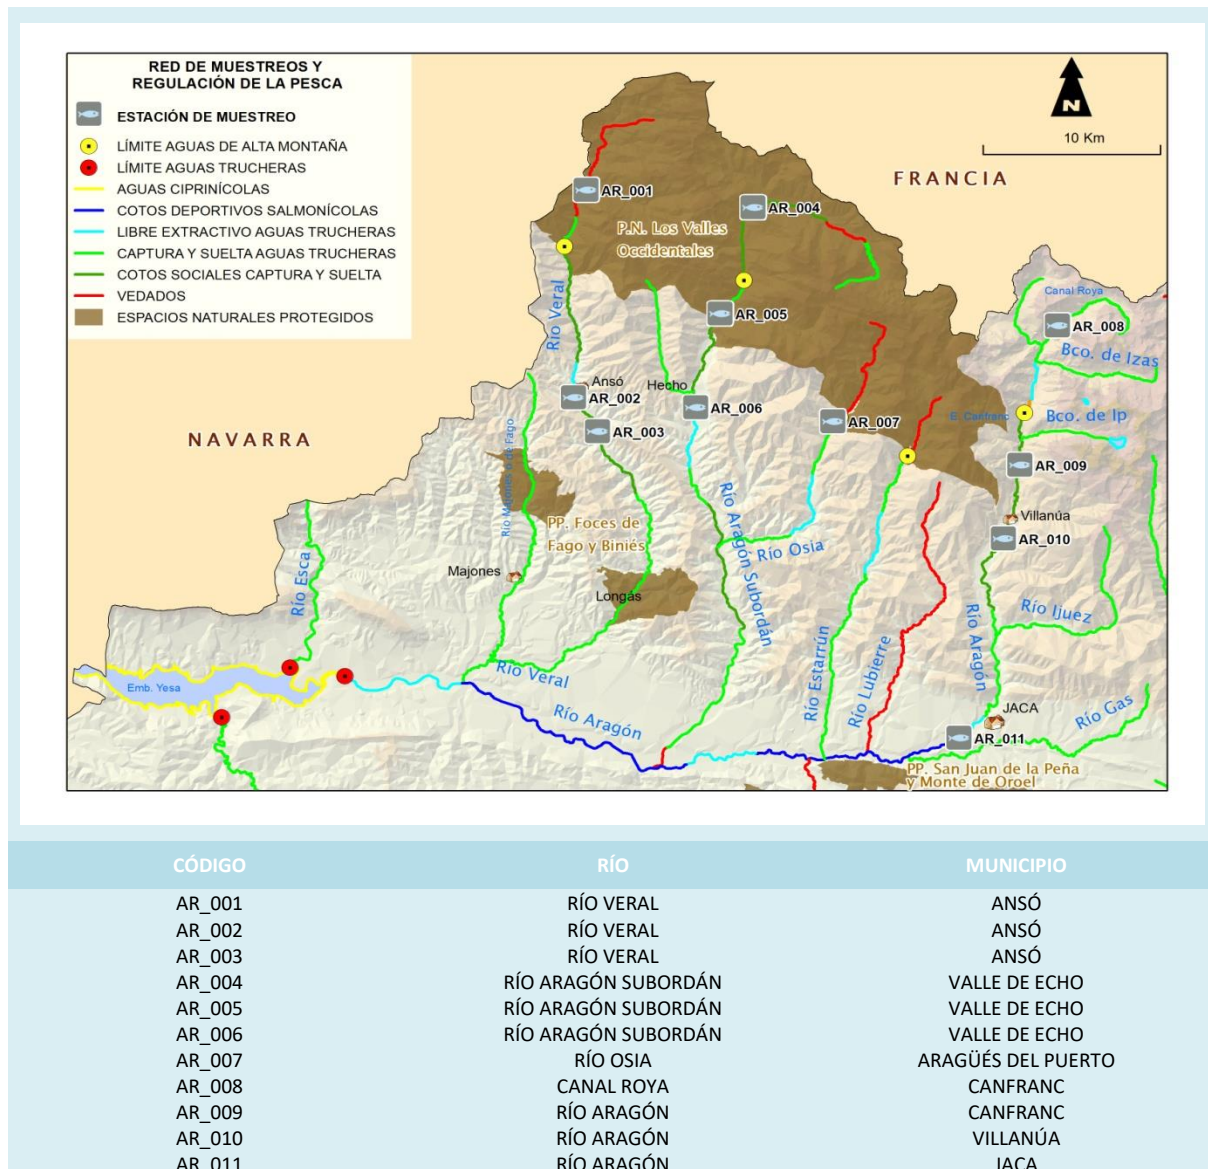 RED DE MUESTREOS Y
REGULACIÓN DE LA PESCA
ESTACIÓN DE MUESTREO
LÍMITE AGUAS DE ALTA MONTAÑA
LÍMITE AGUAS TRUCHERAS
AGUAS CIPRINÍCOLAS
COTOS DEPORTIVOS SALMONÍCOLAS
LIBRE EXTRACTIVO AGUAS TRUCHERAS
CAPTURA Y SUELTA AGUAS TRUCHERAS
COTOS SOCIALES CAPTURA Y SUELTA
VEDADOS
ESPACIOS NATURALES PROTEGIDOS
N
10 Km
FRANCIA
NAVARRA
AR_001
AR_004
P.N. Los Valles
Occidentales
Río Veral
AR_005
Canal Roya
AR_008
Bco. de Izas
Ansó
Hecho
AR_002
AR_006
AR_003
AR_007
E. Canfranc
Bco. de Ip
AR_009
Río Majones o de Fago
PP. Foces de
Fago y Biniés
Río Aragón Subordán
Río Osia
Villanúa
AR_010
Río Esca
Majones
Longás
Río Ijuez
Río Aragón
Río Estarrún
Río Lubierre
Río Veral
Emb. Yesa
Río Aragón
JACA
Río Gas
AR_011
PP. San Juan de la Peña
y Monte de Oroel
CÓDIGO RÍO MUNICIPIO
AR_001 RÍO VERAL ANSÓ
AR_002 RÍO VERAL ANSÓ
AR_003 RÍO VERAL ANSÓ
AR_004 RÍO ARAGÓN SUBORDÁN VALLE DE ECHO
AR_005 RÍO ARAGÓN SUBORDÁN VALLE DE ECHO
AR_006 RÍO ARAGÓN SUBORDÁN VALLE DE ECHO
AR_007 RÍO OSIA ARAGÜÉS DEL PUERTO
AR_008 CANAL ROYA CANFRANC
AR_009 RÍO ARAGÓN CANFRANC
AR_010 RÍO ARAGÓN VILLANÚA
AR_011 RÍO ARAGÓN JACA